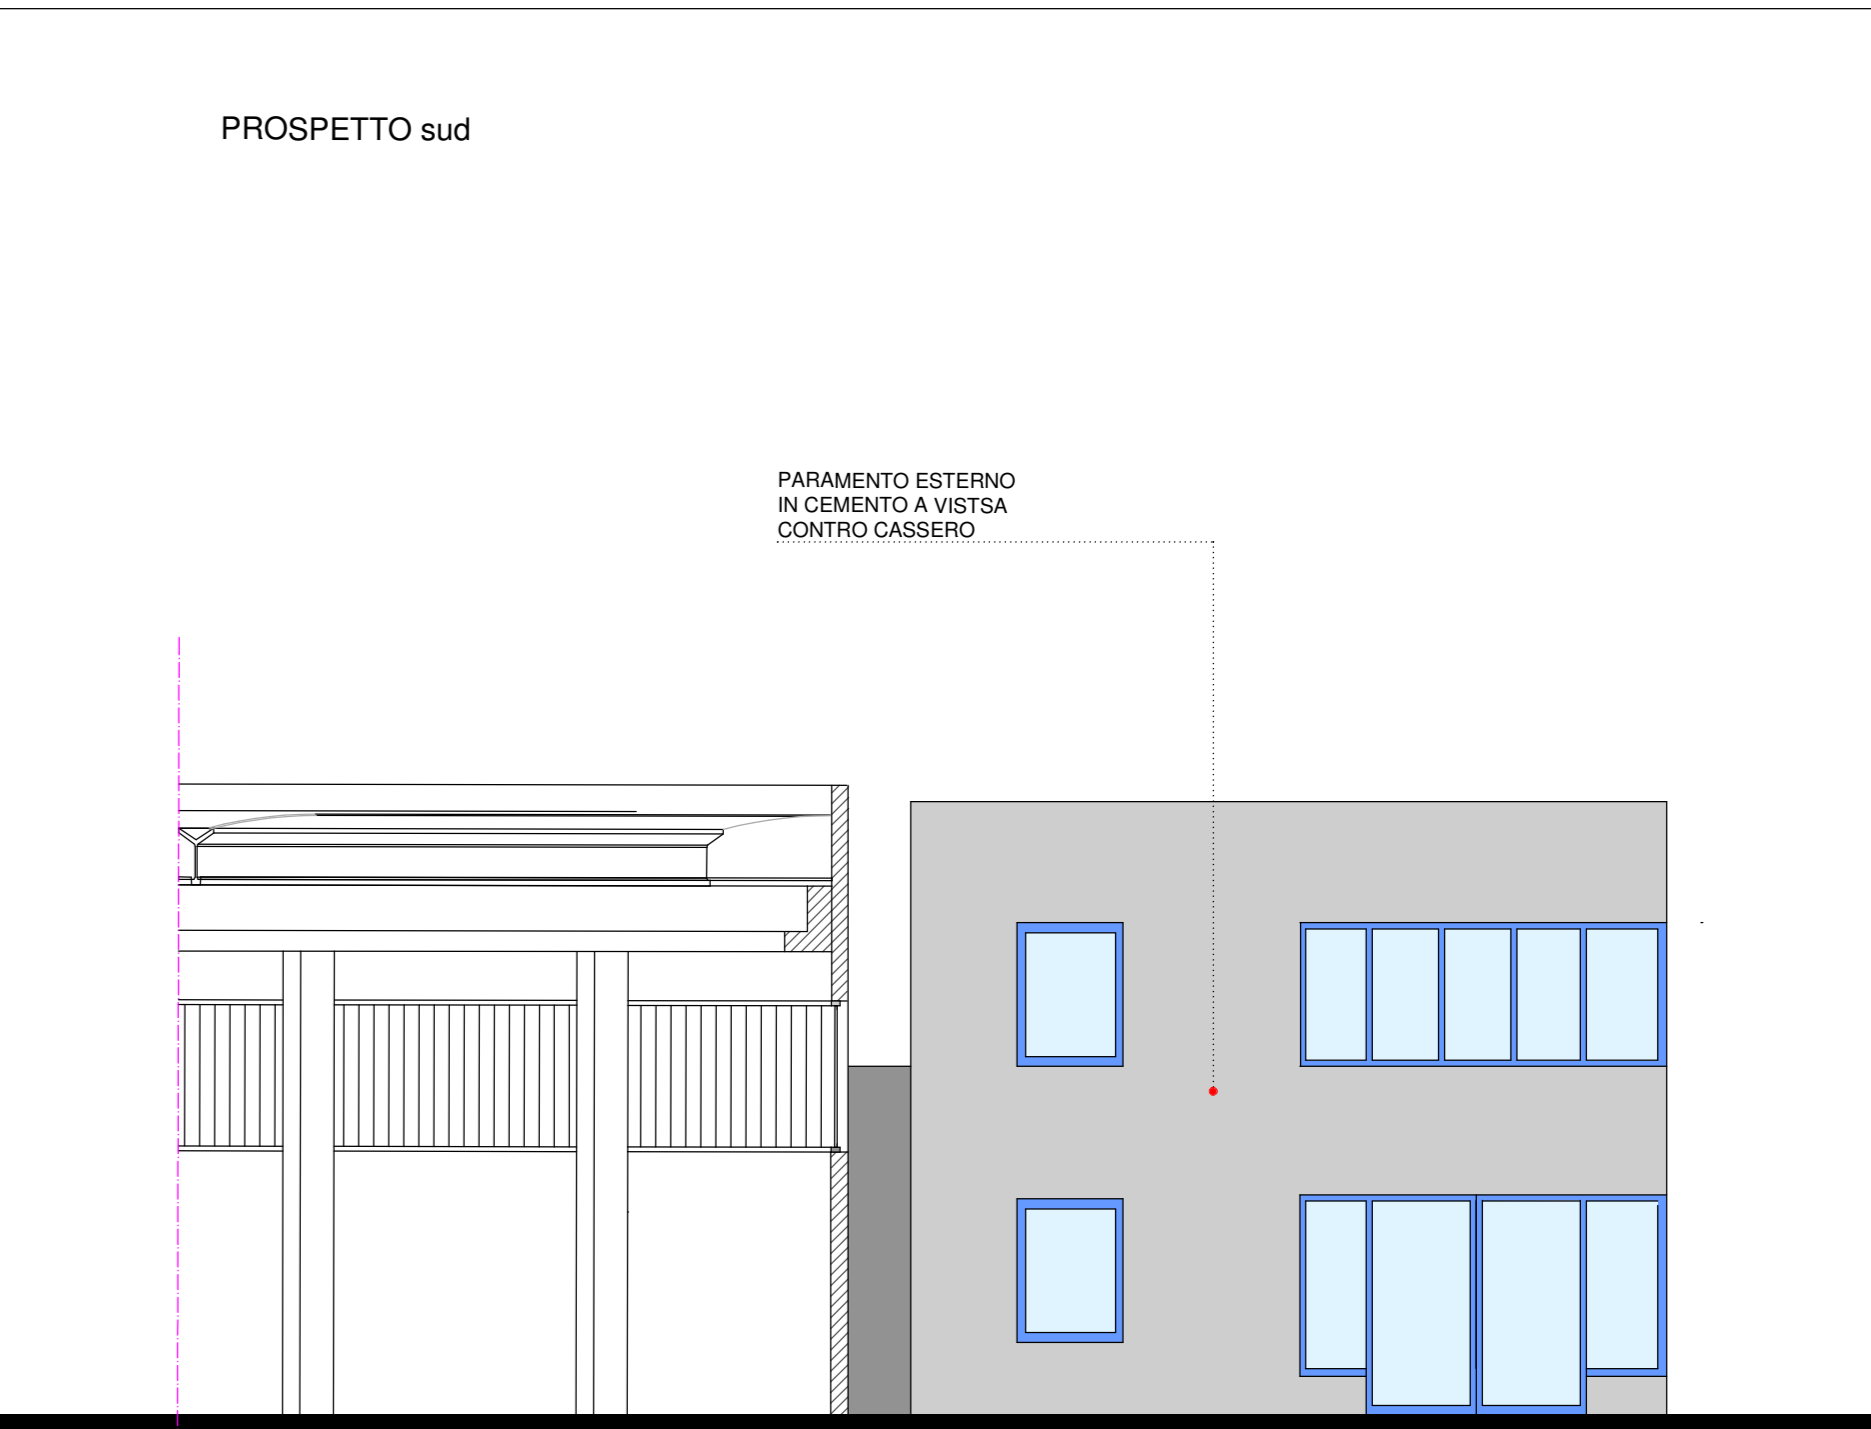 PROSPETTO sud
PARAMENTO ESTERNO
IN CEMENTO A VISTSA
CONTRO CASSERO